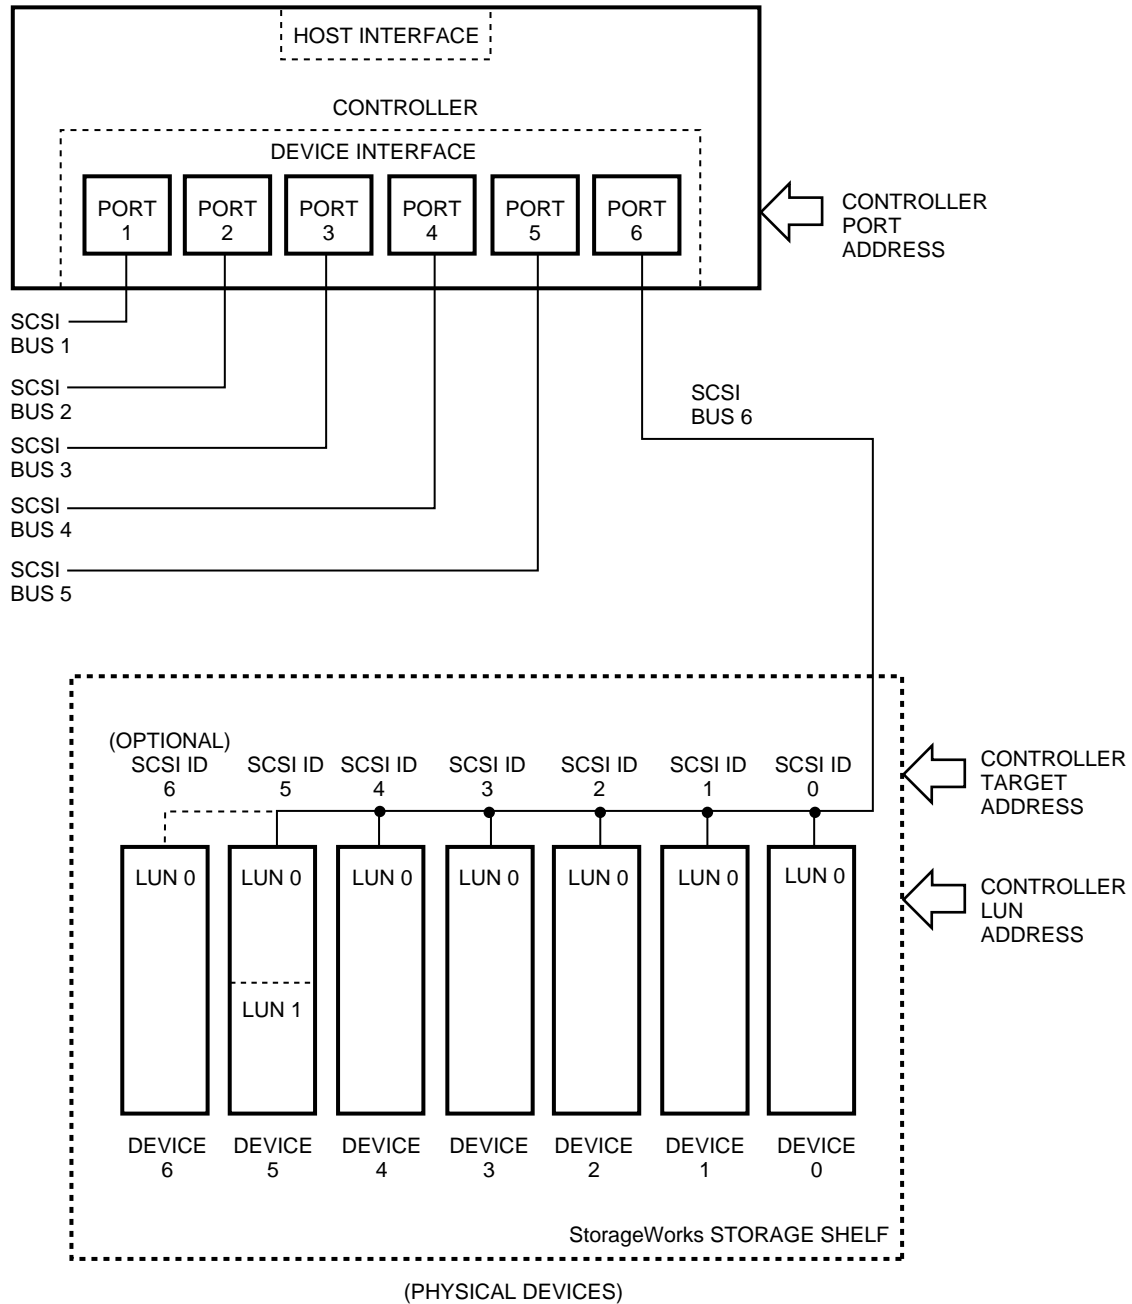 HOST INTERFACE
CONTROLLER
DEVICE INTERFACE
PORT 1
PORT 2
PORT 3
PORT 4
PORT 5
PORT 6
CONTROLLER
PORT
ADDRESS
SCSI
BUS 1
SCSI
BUS 2
SCSI
BUS 3
SCSI
BUS 4
SCSI
BUS 5
SCSI
BUS 6
(OPTIONAL)
SCSI ID
6
SCSI ID
5
SCSI ID
4
SCSI ID
3
SCSI ID
2
SCSI ID
1
SCSI ID
0
CONTROLLER
TARGET
ADDRESS
LUN 0
LUN 0
LUN 0
LUN 0
LUN 0
LUN 0
LUN 0
CONTROLLER
LUN
ADDRESS
LUN 1
DEVICE
6
DEVICE
5
DEVICE
4
DEVICE
3
DEVICE
2
DEVICE
1
DEVICE
0
StorageWorks STORAGE SHELF
(PHYSICAL DEVICES)